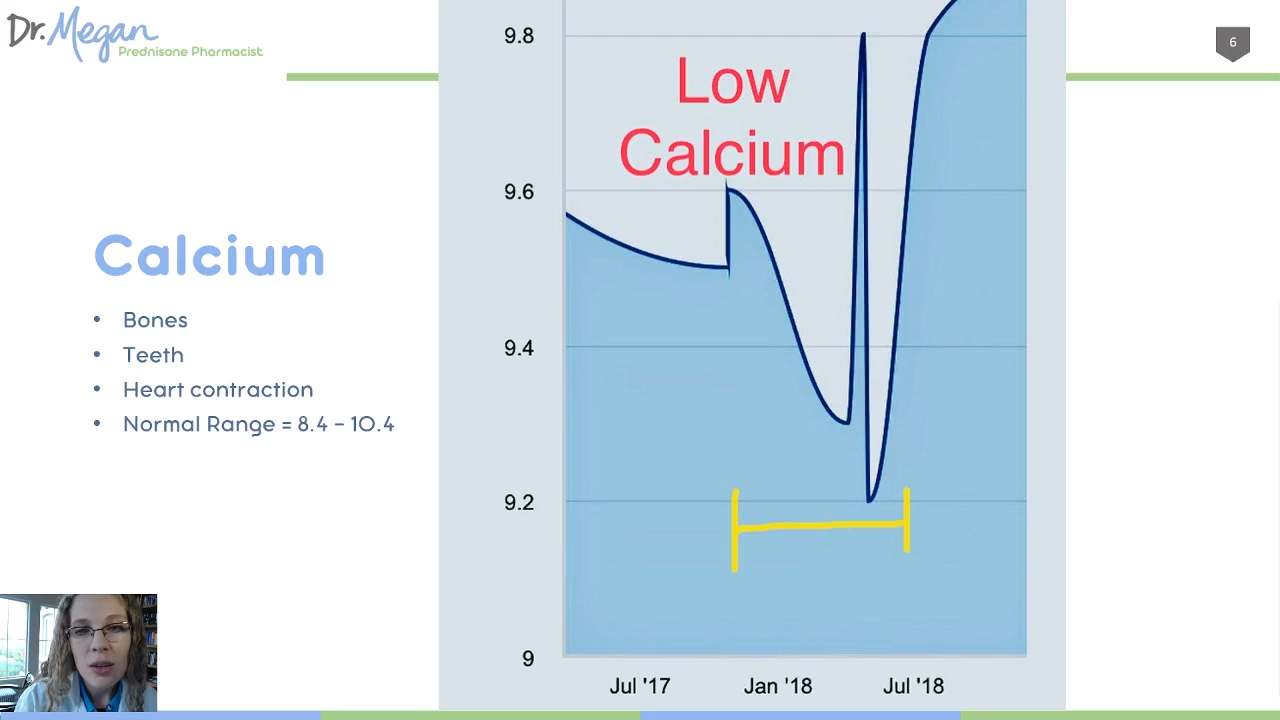 Dr. Megan
Prednisone Pharmacist
6
Low
Calcium
9.8
9.6
9.4
9.2
9
Jul '17
Jan '18
Jul '18
Calcium
• Bones
• Teeth
• Heart contraction
• Normal Range = 8.4 – 10.4